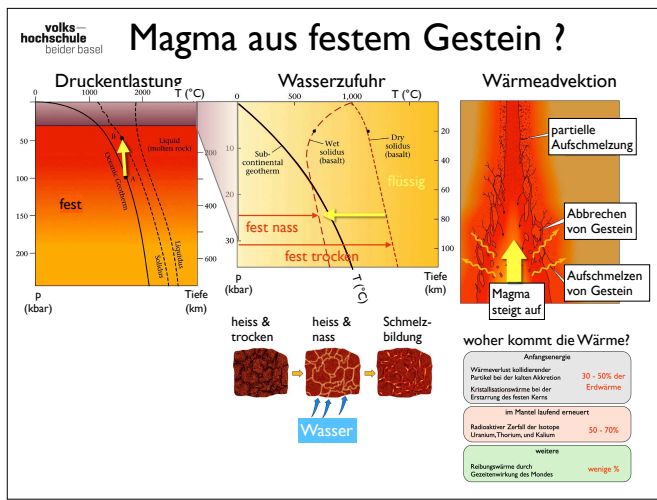 volks–
hochschule
beider basel
Magma aus festem Gestein ?
Druckentlastung
T (°C)
0
1000
2000
50
100
150
200
300
400
600
B
A
Liquid
(molten rock)
Oceanic Geotherm
Solidus
Liquidus
fest
P
(kbar)
Tiefe
(km)
Wasserzufuhr
T (°C)
0
500
1,000
10
20
30
20
40
60
80
Sub-
continental
geotherm
Wet
solidus
(basalt)
Dry
solidus
(basalt)
flüssig
fest nass
fest trocken
P
(kbar)
T (°C)
Tiefe
(km)
Wärmeadvektion
partielle
Aufschmelzung
Abbrechen
von Gestein
Aufschmelzen
von Gestein
Magma
steigt auf
heiss &
trocken
heiss &
nass
Schmelz-
bildung
Wasser
woher kommt die Wärme?
Anfangsenergie
Wärmeverlust kollidierender
Partikel bei der kalten Akkretion
Kristallisationswärme bei der
Erstarrung des festen Kerns
30 - 50% der
Erdwärme
im Mantel laufend erneuert
Radioaktiver Zerfall der Isotope
Uranium, Thorium, und Kalium
50 - 70%
weitere
Reibungswärme durch
Gezeitenwirkung des Mondes
wenige %